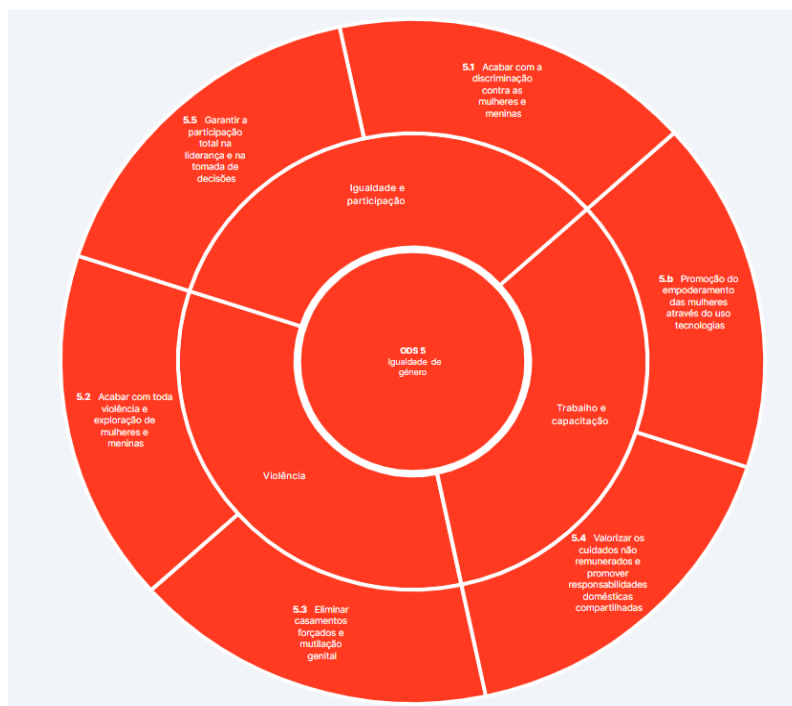 5.1 Acabar com a
discriminação
contra as
mulheres e
meninas
5.5 Garantir a
participação
total na
liderança e na
tomada de
decisões
Igualdade e
participação
5.b Promoção do
empoderamento
das mulheres
através do uso
tecnologias
ODS 5
Igualdade de
género
5.2 Acabar com toda
violência e
exploração de
mulheres e
meninas
Trabalho e
capacitação
Violência
5.4 Valorizar os
cuidados não
remunerados e
promover
responsabilidades
domésticas
compartilhadas
5.3 Eliminar
casamentos
forçados e
mutilação
genital